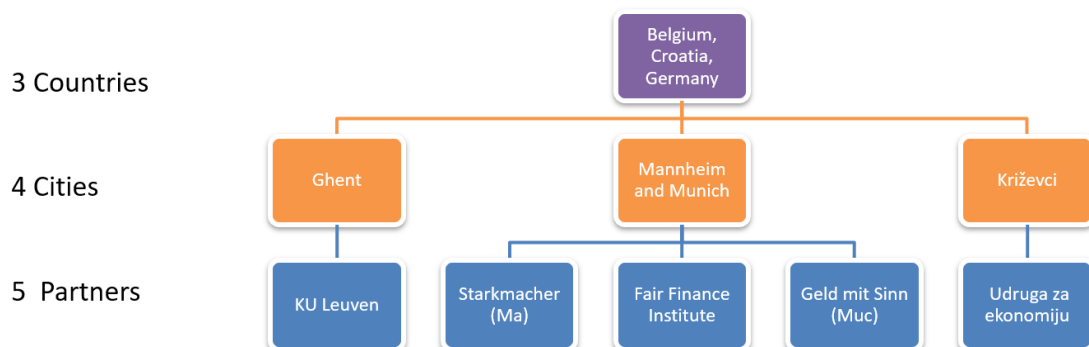 3 Countries
Belgium,
Croatia,
Germany
4 Cities
Ghent
Mannheim
and Munich
Križevci
5 Partners
KU Leuven
Starkmacher
(Ma)
Fair Finance
Institute
Geld mit Sinn
(Muc)
Udruga za
ekonomiju